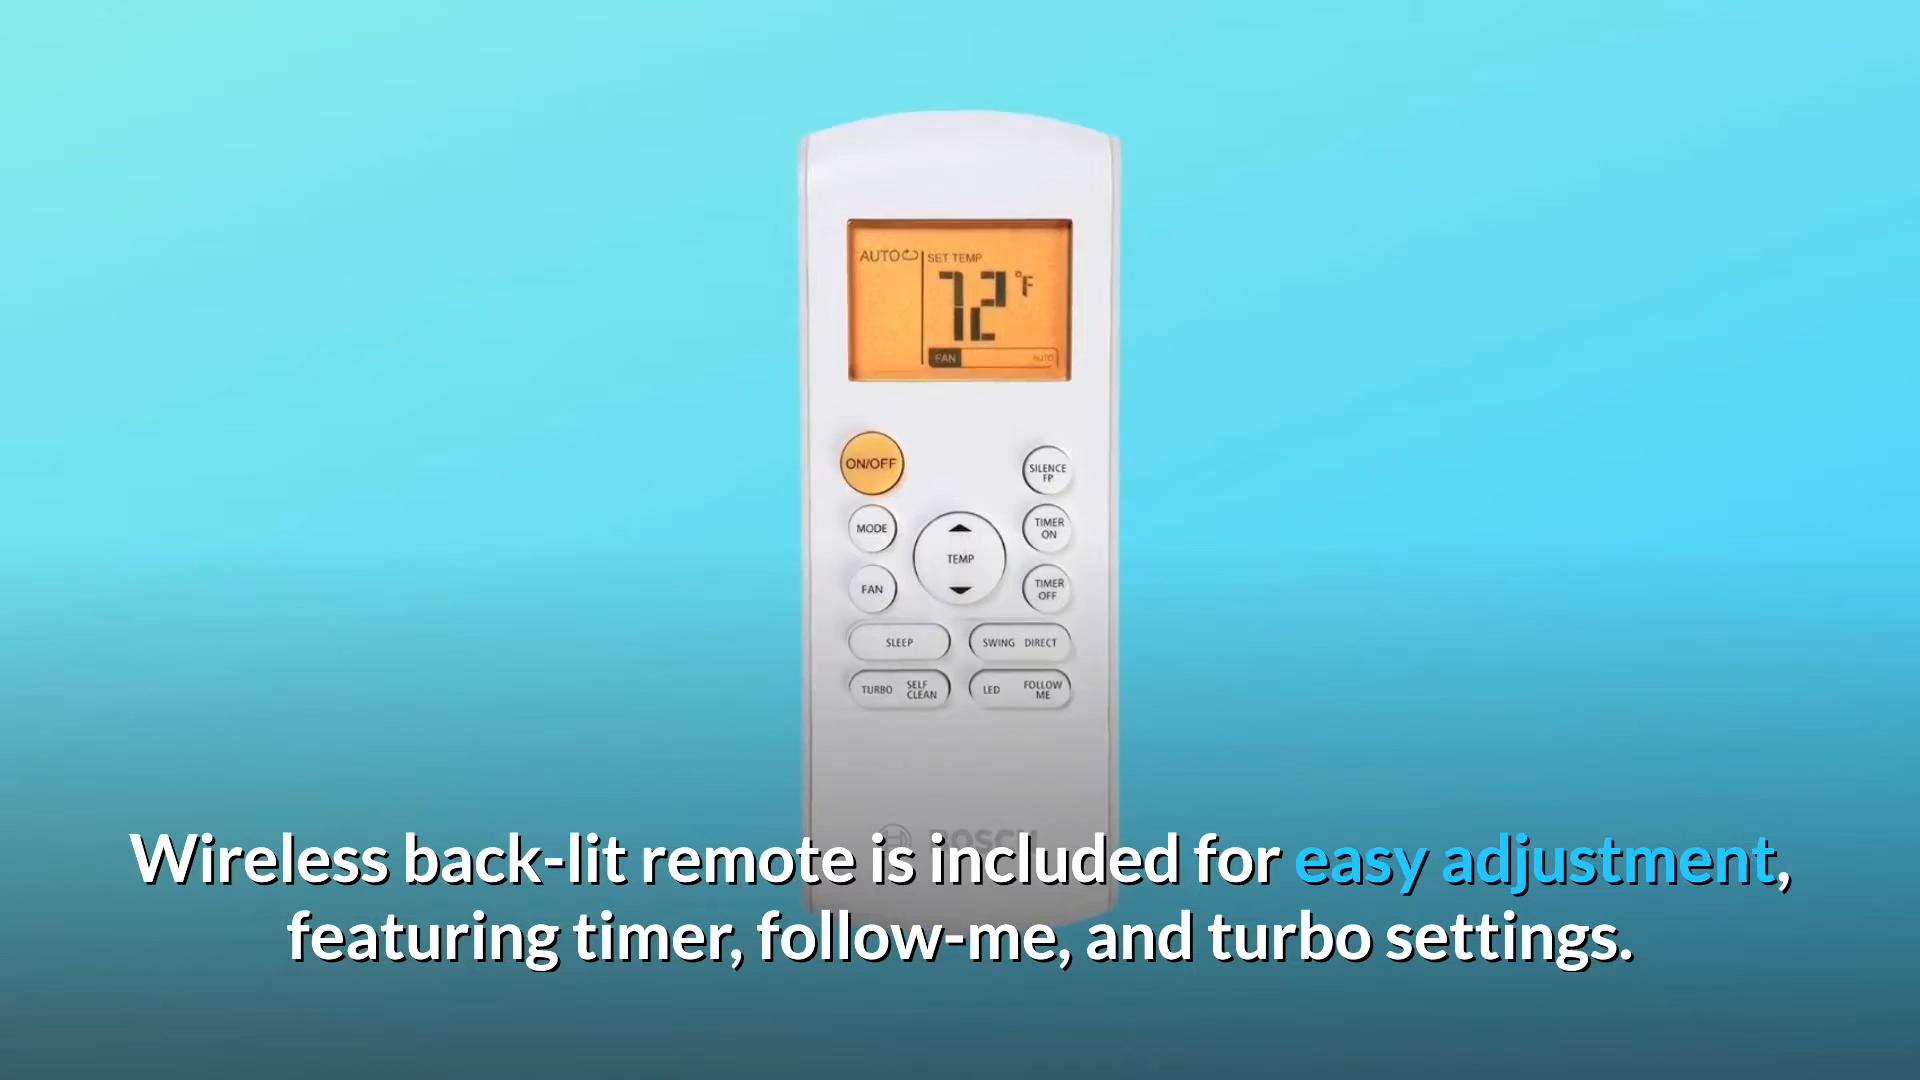 AUTO
SET TEMP
72 °F
FAN
AUTO
ON/OFF
SILENCE
FP
MODE
TEMP
TIMER
ON
FAN
TIMER
OFF
SLEEP
SWING DIRECT
TURBO
SELF
CLEAN
LED
FOLLOW
ME
BOSCH
Wireless back-lit remote is included for easy adjustment,
featuring timer, follow-me, and turbo settings.